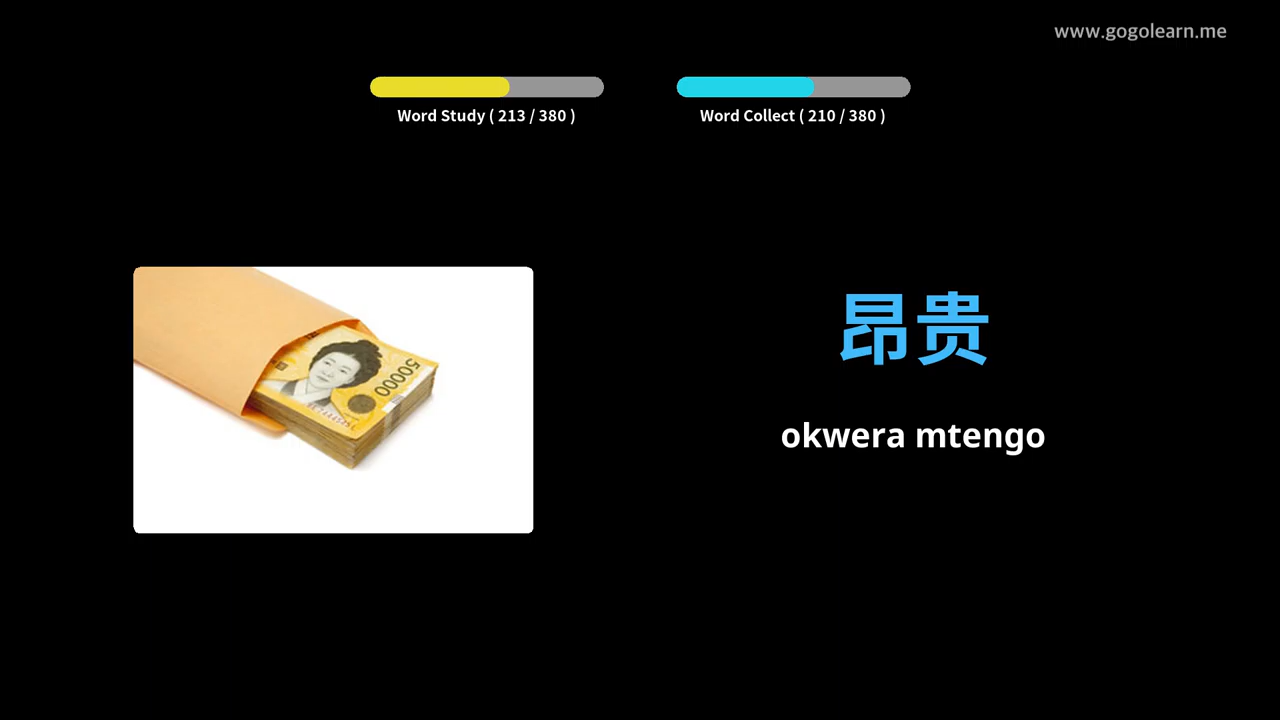 www.gogolearn.me
Word Study ( 213 / 380 )
Word Collect ( 210 / 380 )
昂贵
okwera mtengo
50000